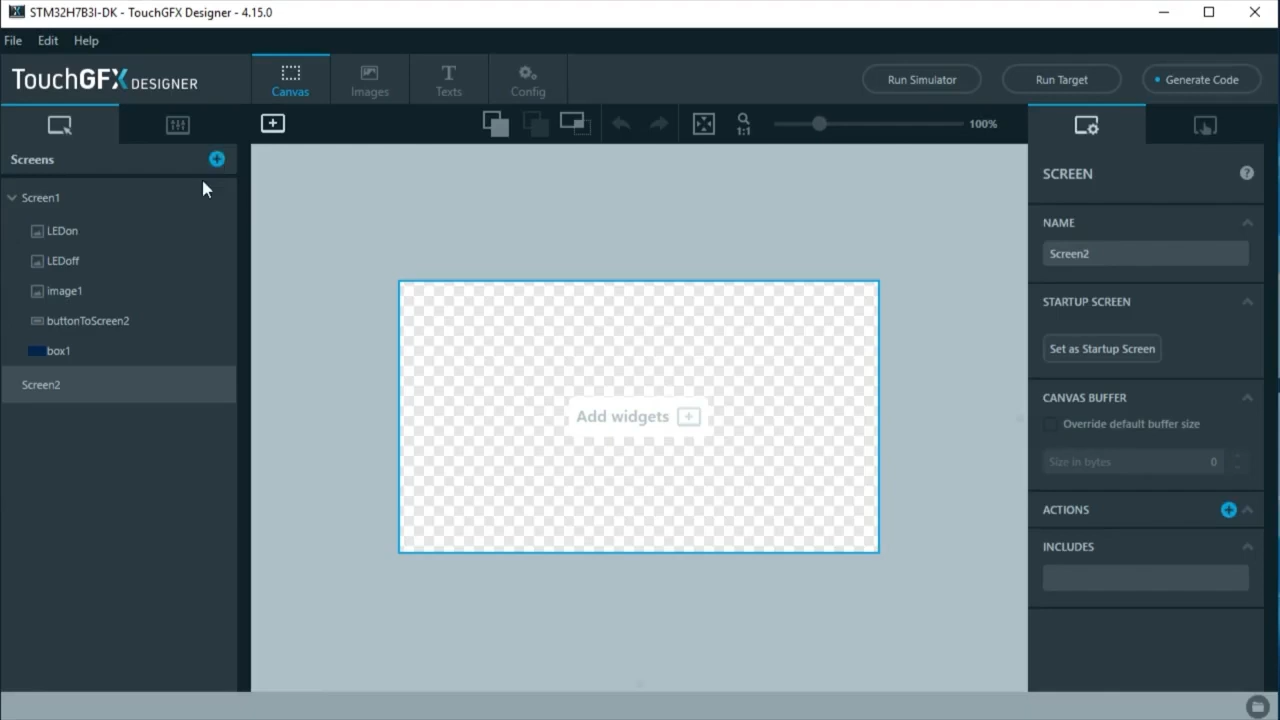 STM32H7B3I-DK - TouchGFX Designer - 4.15.0
File Edit Help
TouchGFX DESIGNER
Canvas
Images
Texts
Config
Run Simulator
Run Target
Generate Code
1:1
100%
Screens
Screen1
LEDon
LEDoff
image1
buttonToScreen2
box1
Screen2
Add widgets
SCREEN
NAME
Screen2
STARTUP SCREEN
Set as Startup Screen
CANVAS BUFFER
Override default buffer size
Size in bytes 0
ACTIONS
INCLUDES